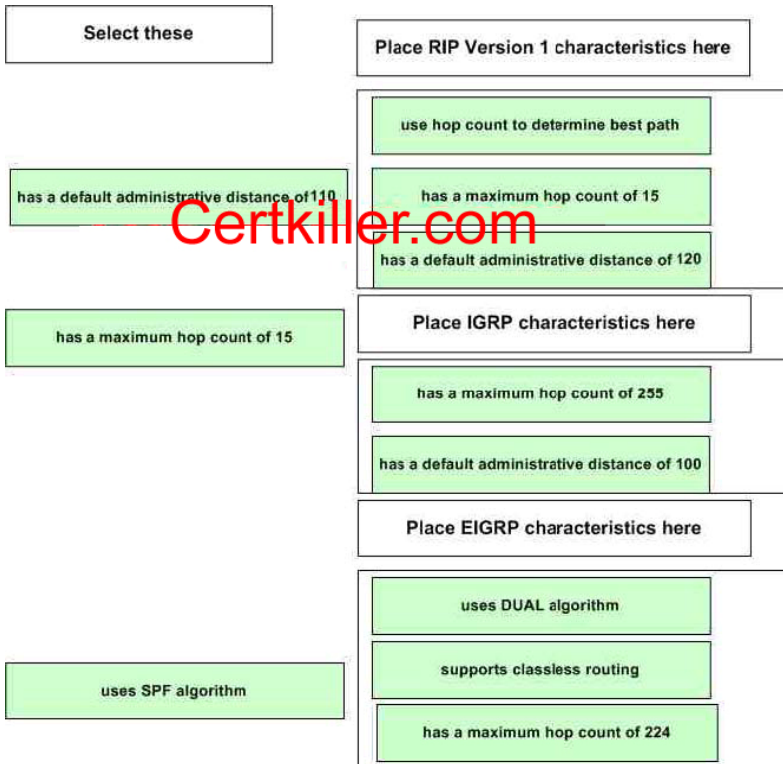 Select these
Place RIP Version 1 characteristics here
use hop count to determine best path
has a default administrative distance of 110
has a maximum hop count of 15
Certkiller.com
has a default administrative distance of 120
has a maximum hop count of 15
Place IGRP characteristics here
has a maximum hop count of 255
has a default administrative distance of 100
Place EIGRP characteristics here
uses DUAL algorithm
supports classless routing
uses SPF algorithm
has a maximum hop count of 224